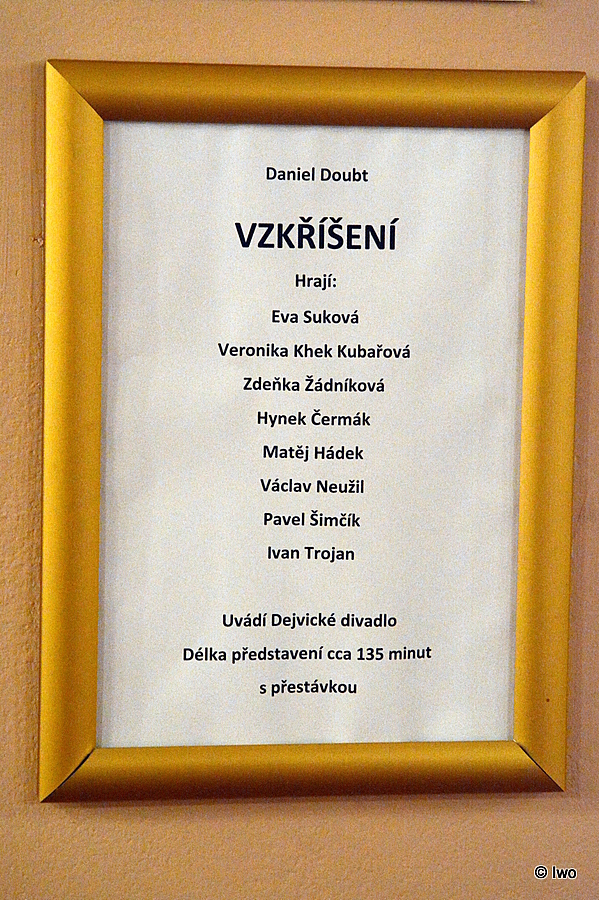 Daniel Doubt
VZKŘÍŠENÍ
Hrají:
Eva Suková
Veronika Khek Kubařová
Zdeňka Žádníková
Hynek Čermák
Matěj Hádek
Václav Neužil
Pavel Šimčík
Ivan Trojan
Uvádí Dejvické divadlo
Délka představení cca 135 minut
s přestávkou
© Iwo